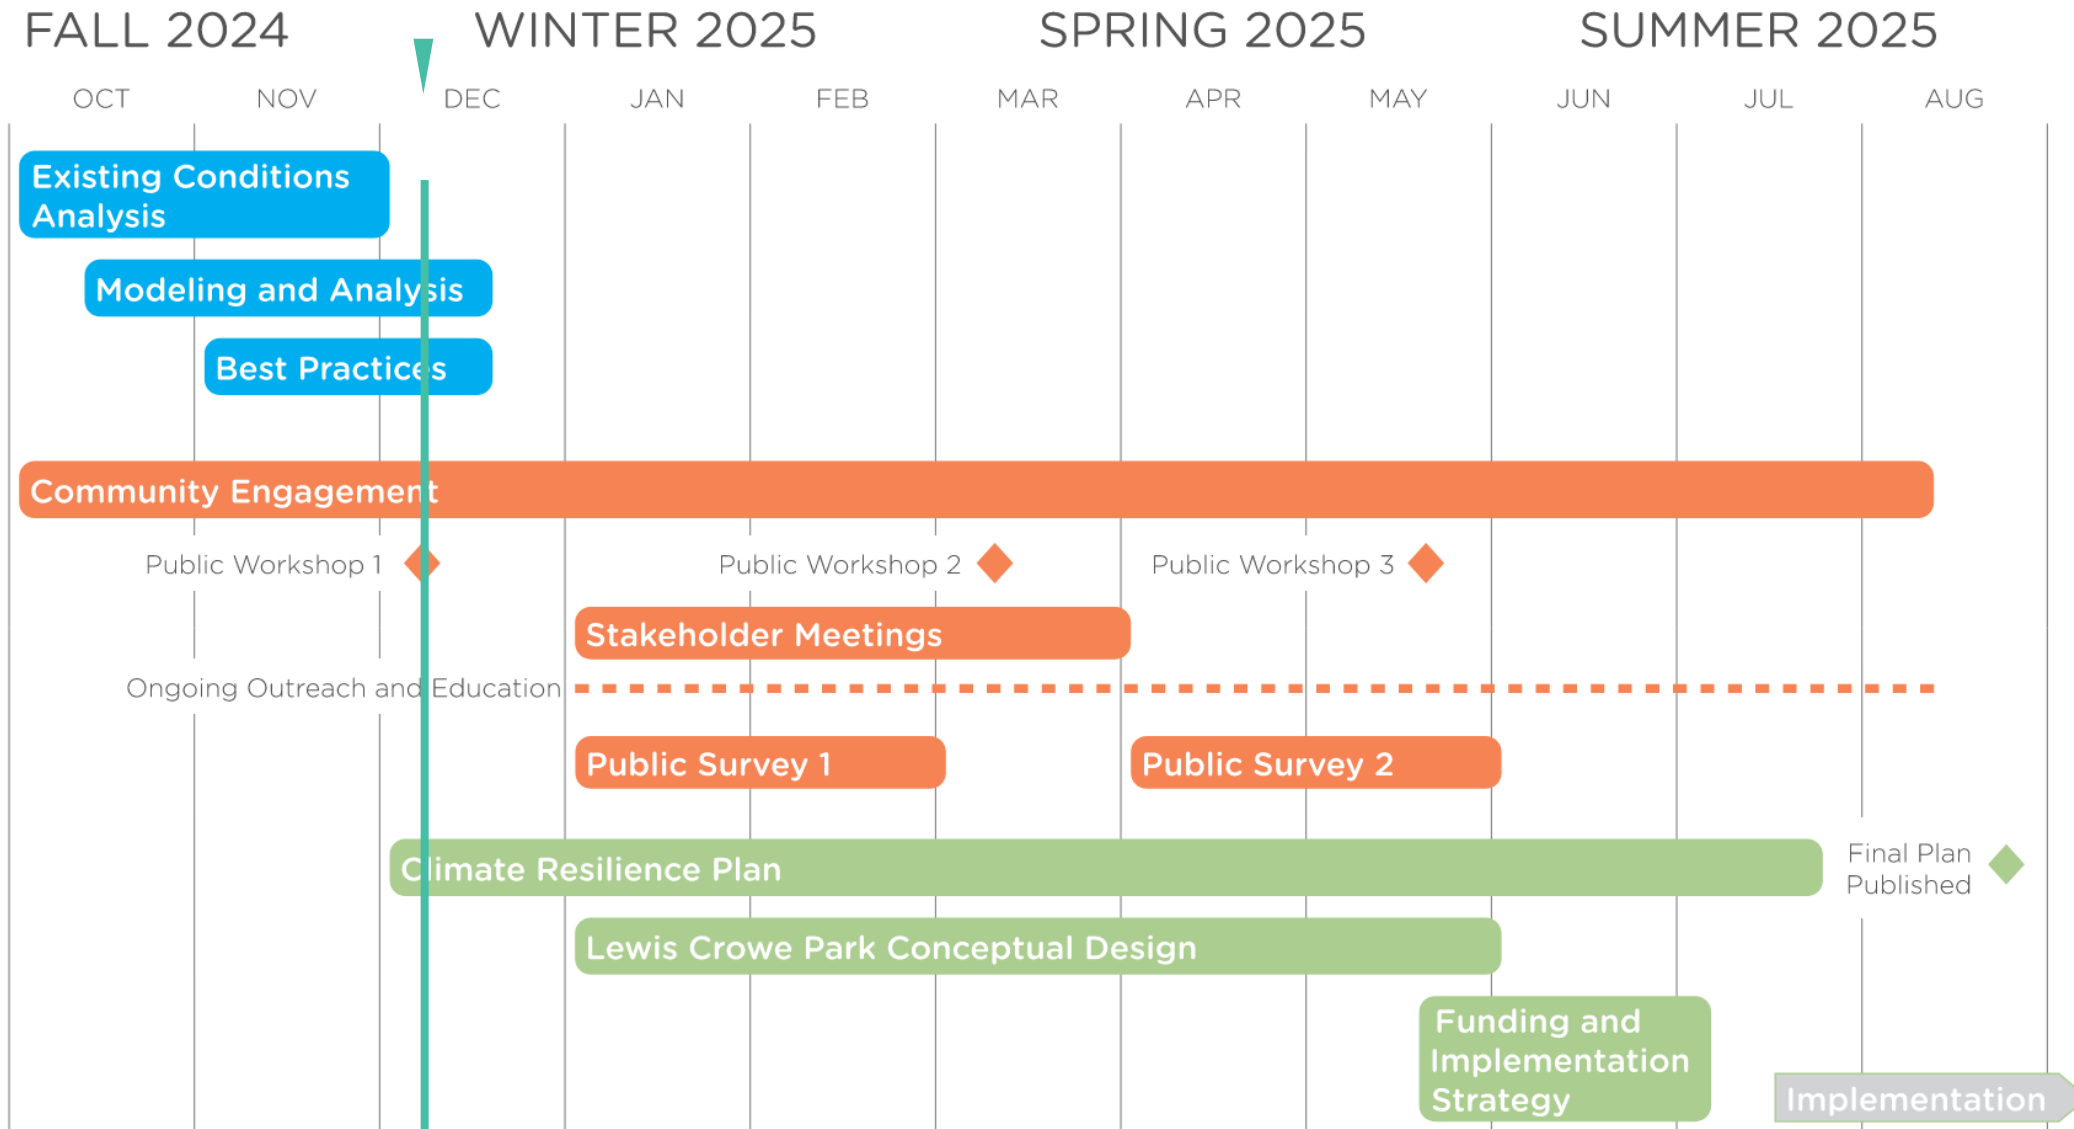 FALL 2024
WINTER 2025
SPRING 2025
SUMMER 2025
OCT
NOV
DEC
JAN
FEB
MAR
APR
MAY
JUN
JUL
AUG
Existing Conditions
Analysis
Modeling and Analysis
Best Practices
Community Engagement
Public Workshop 1
Public Workshop 2
Public Workshop 3
Stakeholder Meetings
Ongoing Outreach and Education
Public Survey 1
Public Survey 2
Climate Resilience Plan
Final Plan
Published
Lewis Crowe Park Conceptual Design
Funding and
Implementation
Strategy
Implementation